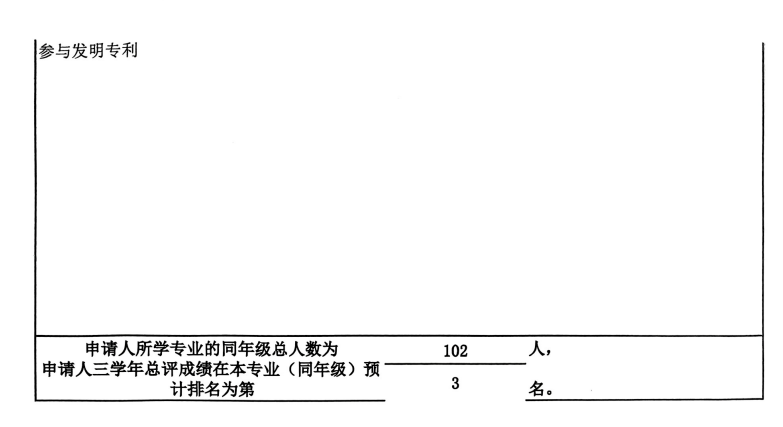 参与发明专利
申请人所学专业的同年级总人数为 102 人，
申请人三学年总评成绩在本专业（同年级）预
计排名为第 3 名。